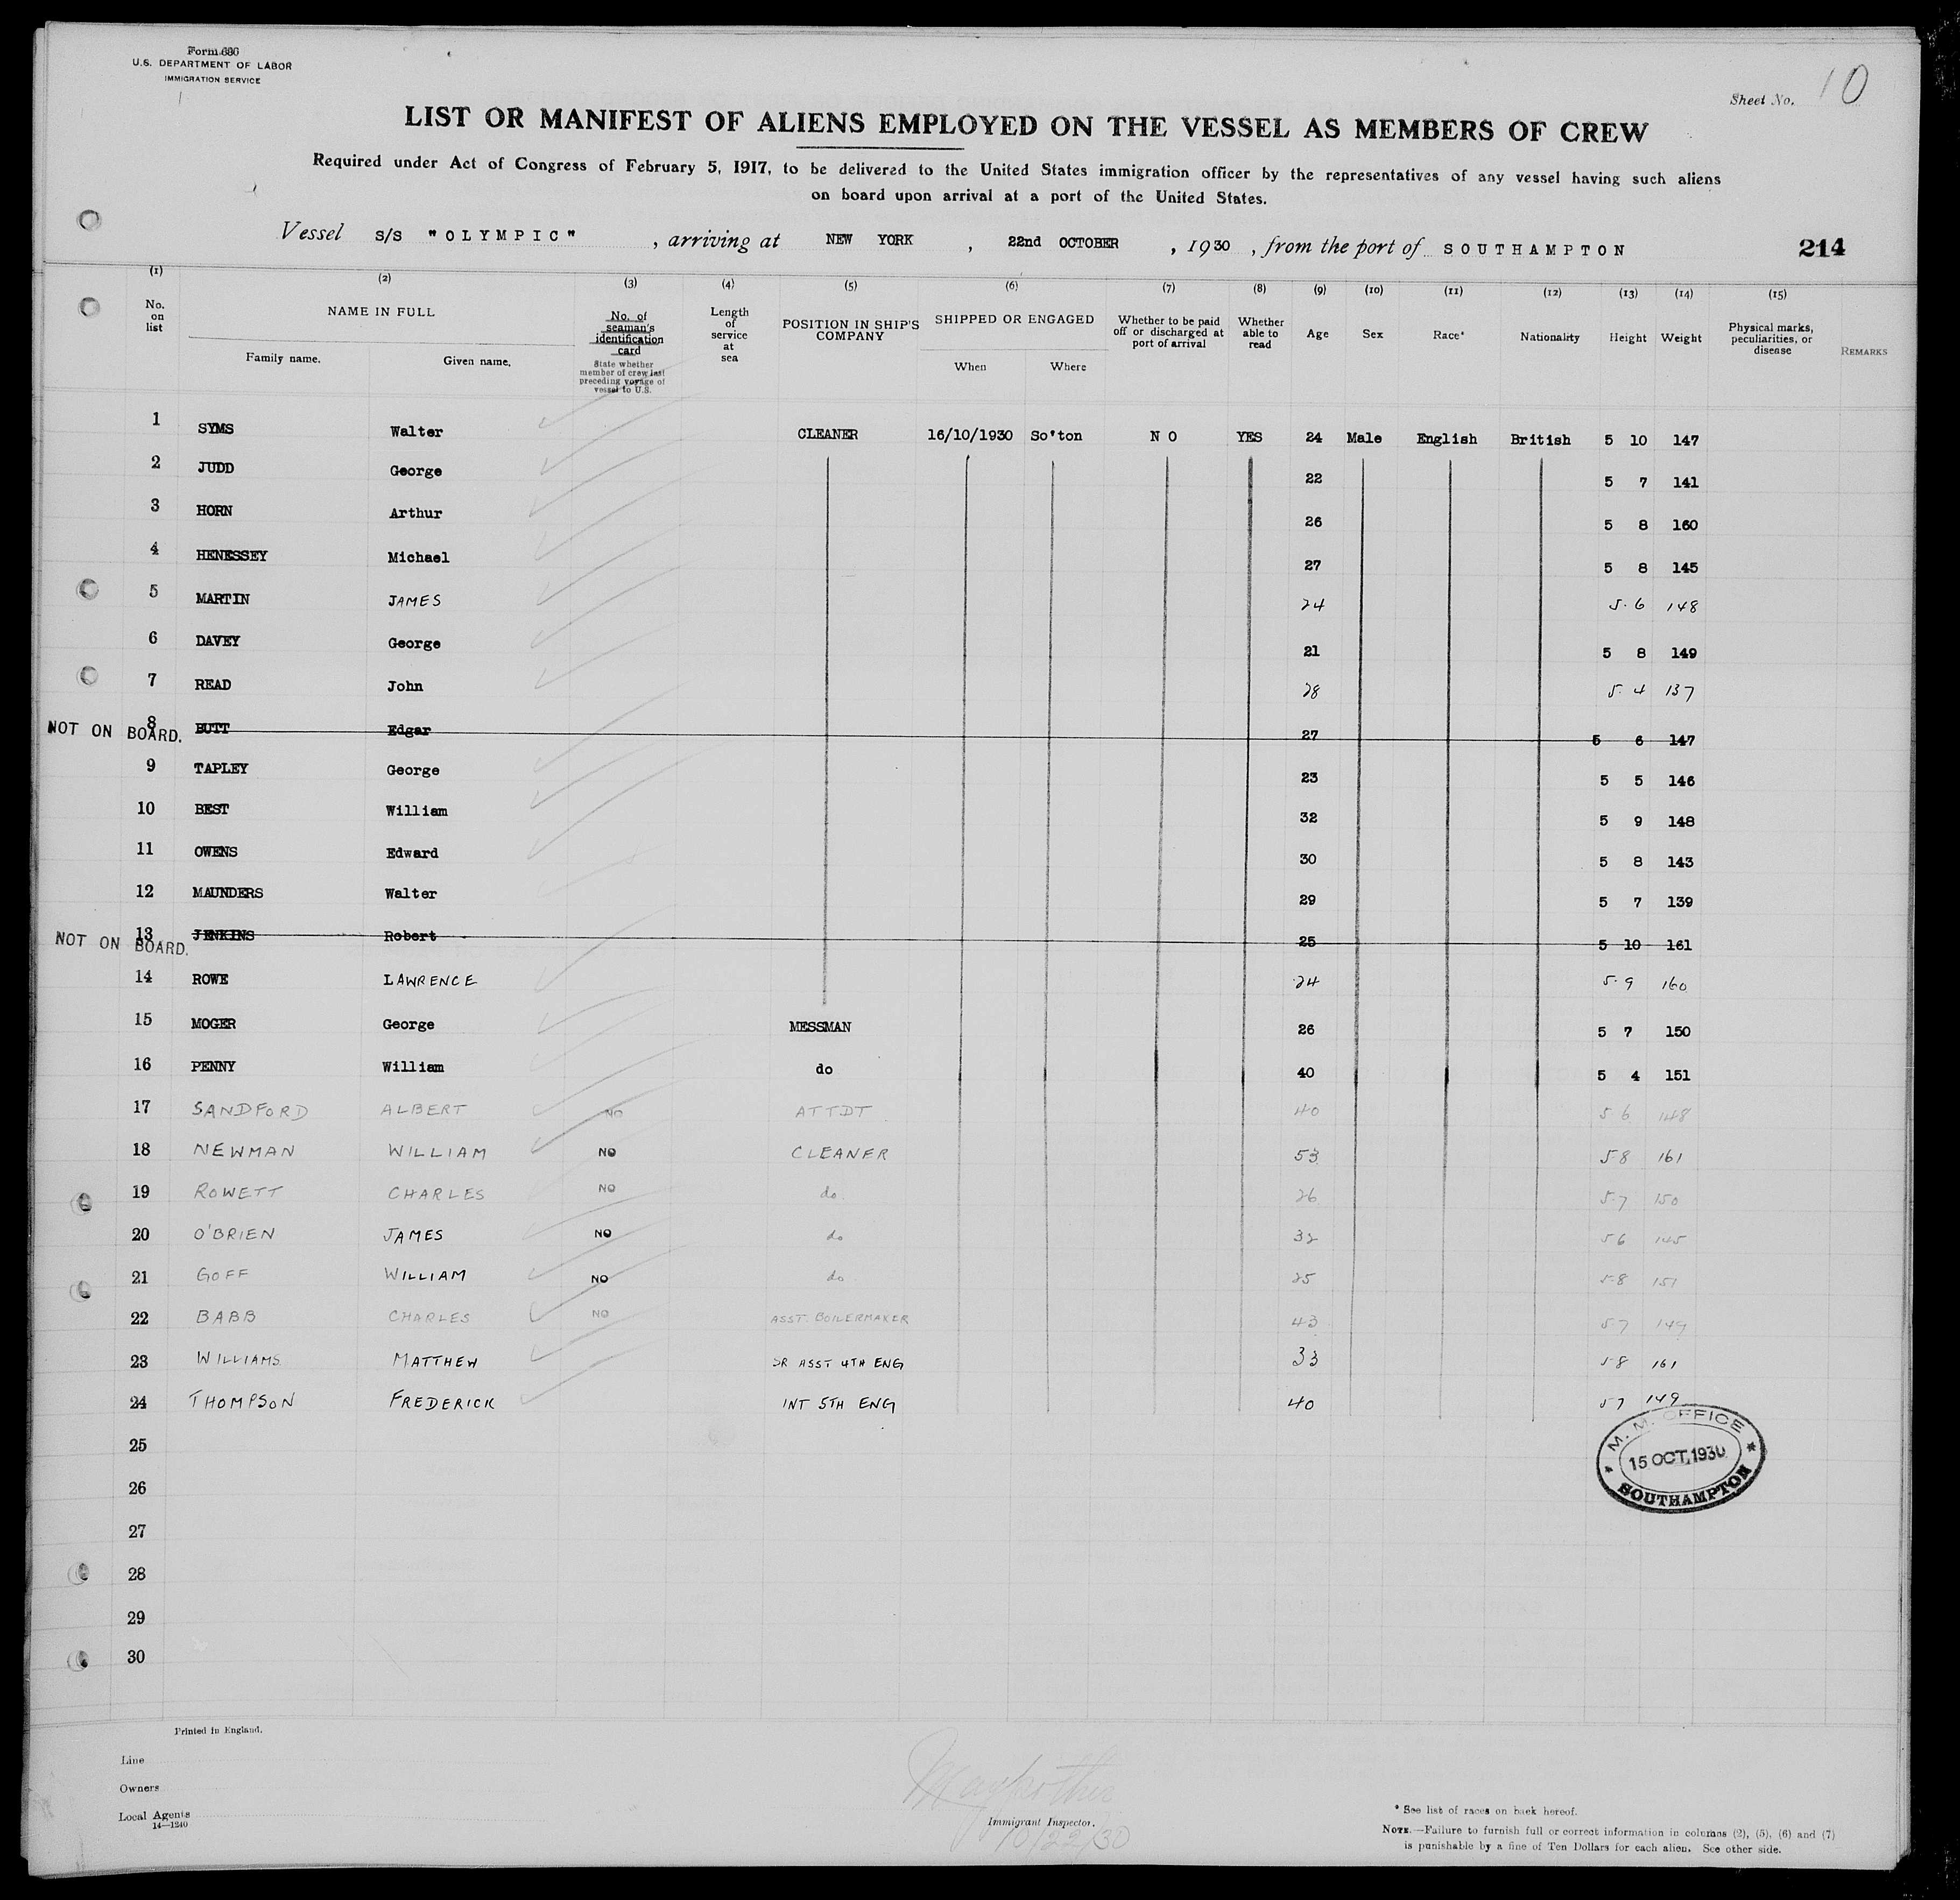 Form 686
U.S. DEPARTMENT OF LABOR
IMMIGRATION SERVICE
Sheet No. 10
LIST OR MANIFEST OF ALIENS EMPLOYED ON THE VESSEL AS MEMBERS OF CREW
Required under Act of Congress of February 5, 1917, to be delivered to the United States immigration officer by the representatives of any vessel having such aliens
on board upon arrival at a port of the United States.
Vessel S/S "OLYMPIC", arriving at NEW YORK, 22nd OCTOBER, 1930, from the port of SOUTHAMPTON 214
(1) (2) (3) (4) (5) (6) (7) (8) (9) (10) (11) (12) (13) (14) (15)
No. on list NAME IN FULL Family name. Given name. No. of seaman's identification card State whether member of crew last preceding voyage of vessel to U.S. Length of service at sea POSITION IN SHIP'S COMPANY SHIPPED OR ENGAGED When Where Whether to be paid off or discharged at port of arrival Whether able to read Age Sex Race* Nationality Height Weight Physical marks, peculiarities, or disease REMARKS
1 SYMS Walter CLEANER 16/10/1930 So'ton NO YES 24 Male English British 5 10 147
2 JUDD George 22 5 7 141
3 HORN Arthur 26 5 8 160
4 HENESSEY Michael 27 5 8 145
5 MARTIN JAMES 24 5.6 148
6 DAVEY George 21 5 8 149
7 READ John 28 5.4 137
NOT ON BOARD. 8 BUTT Edgar 27 5 6 147
9 TAPLEY George 23 5 5 146
10 BEST William 32 5 9 148
11 OWENS Edward 30 5 8 143
12 MAUNDERS Walter 29 5 7 139
NOT ON BOARD. 13 JENKINS Robert 25 5 10 161
14 ROWE LAWRENCE 24 5.9 160
15 MOGER George MESSMAN 26 5 7 150
16 PENNY William do 40 5 4 151
17 SANDFORD ALBERT NO ATTDT 40 5 6 148
18 NEWMAN WILLIAM NO CLEANER 53 5 8 161
19 ROWETT CHARLES NO do 26 5.7 150
20 O'BRIEN JAMES NO do 32 5 6 145
21 GOFF WILLIAM NO do 25 5.8 151
22 BABB CHARLES NO ASST. BOILERMAKER 43 5 7 149
23 WILLIAMS MATTHEW SR ASST 4TH ENG 33 5.8 161
24 THOMPSON FREDERICK INT 5TH ENG 40 5 7 149
M. M. OFFICE
15 OCT. 1930
SOUTHAMPTON
25
26
27
28
29
30
Printed in England.
Line
Owners
Local Agents
14—1240
Immigrant Inspector.
10/22/30
* See list of races on back hereof.
NOTE.—Failure to furnish full or correct information in columns (2), (5), (6) and (7)
is punishable by a fine of Ten Dollars for each alien. See other side.